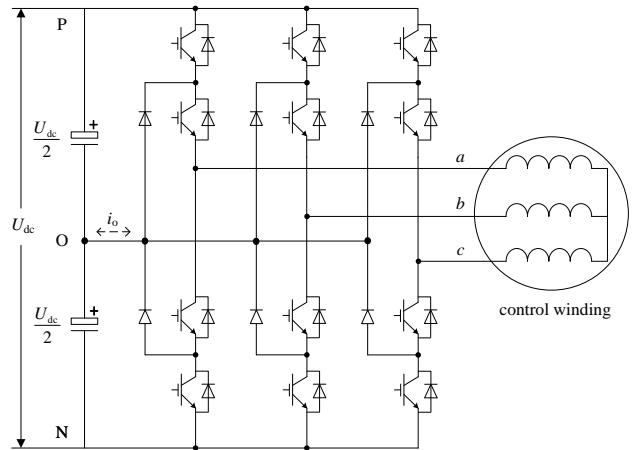 P
+
U_dc
2
a
b
U_dc
O
i_o
c
+
U_dc
2
control winding
N